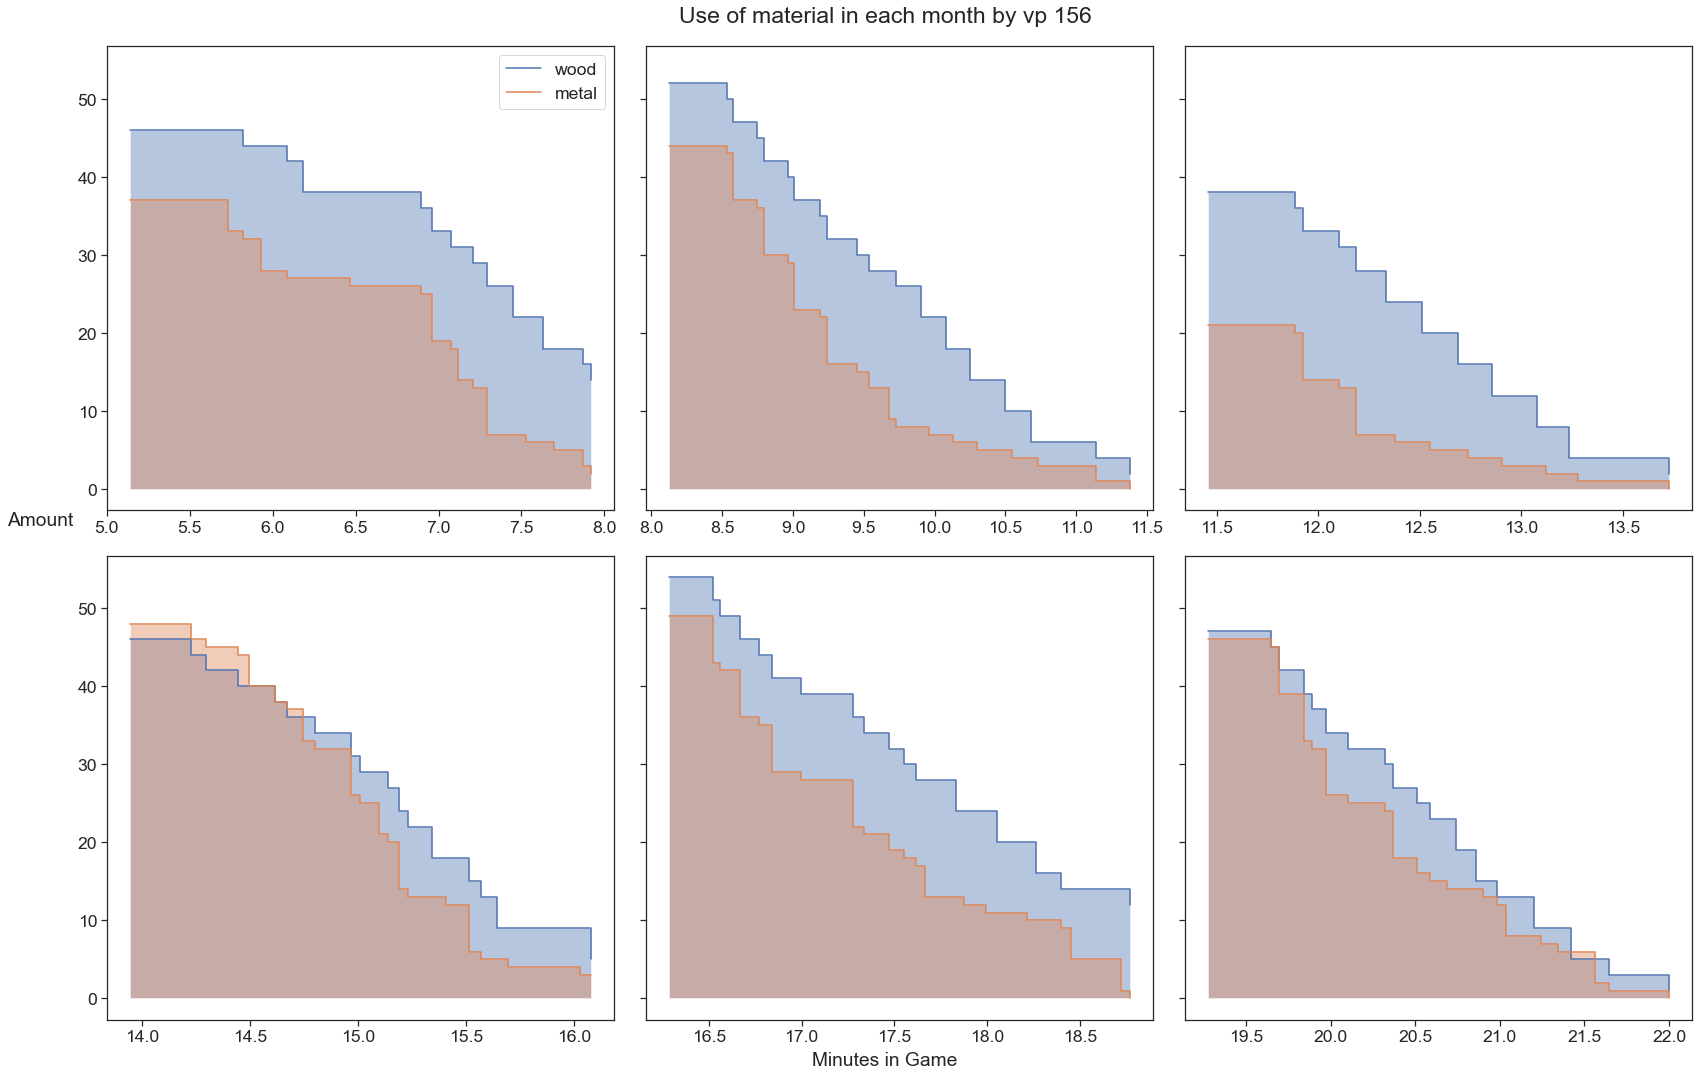 Use of material in each month by vp 156
wood
metal
50
40
30
20
10
0
5.0 5.5 6.0 6.5 7.0 7.5 8.0
8.0 8.5 9.0 9.5 10.0 10.5 11.0 11.5
11.5 12.0 12.5 13.0 13.5
Amount
50
40
30
20
10
0
14.0 14.5 15.0 15.5 16.0
16.5 17.0 17.5 18.0 18.5
19.5 20.0 20.5 21.0 21.5 22.0
Minutes in Game